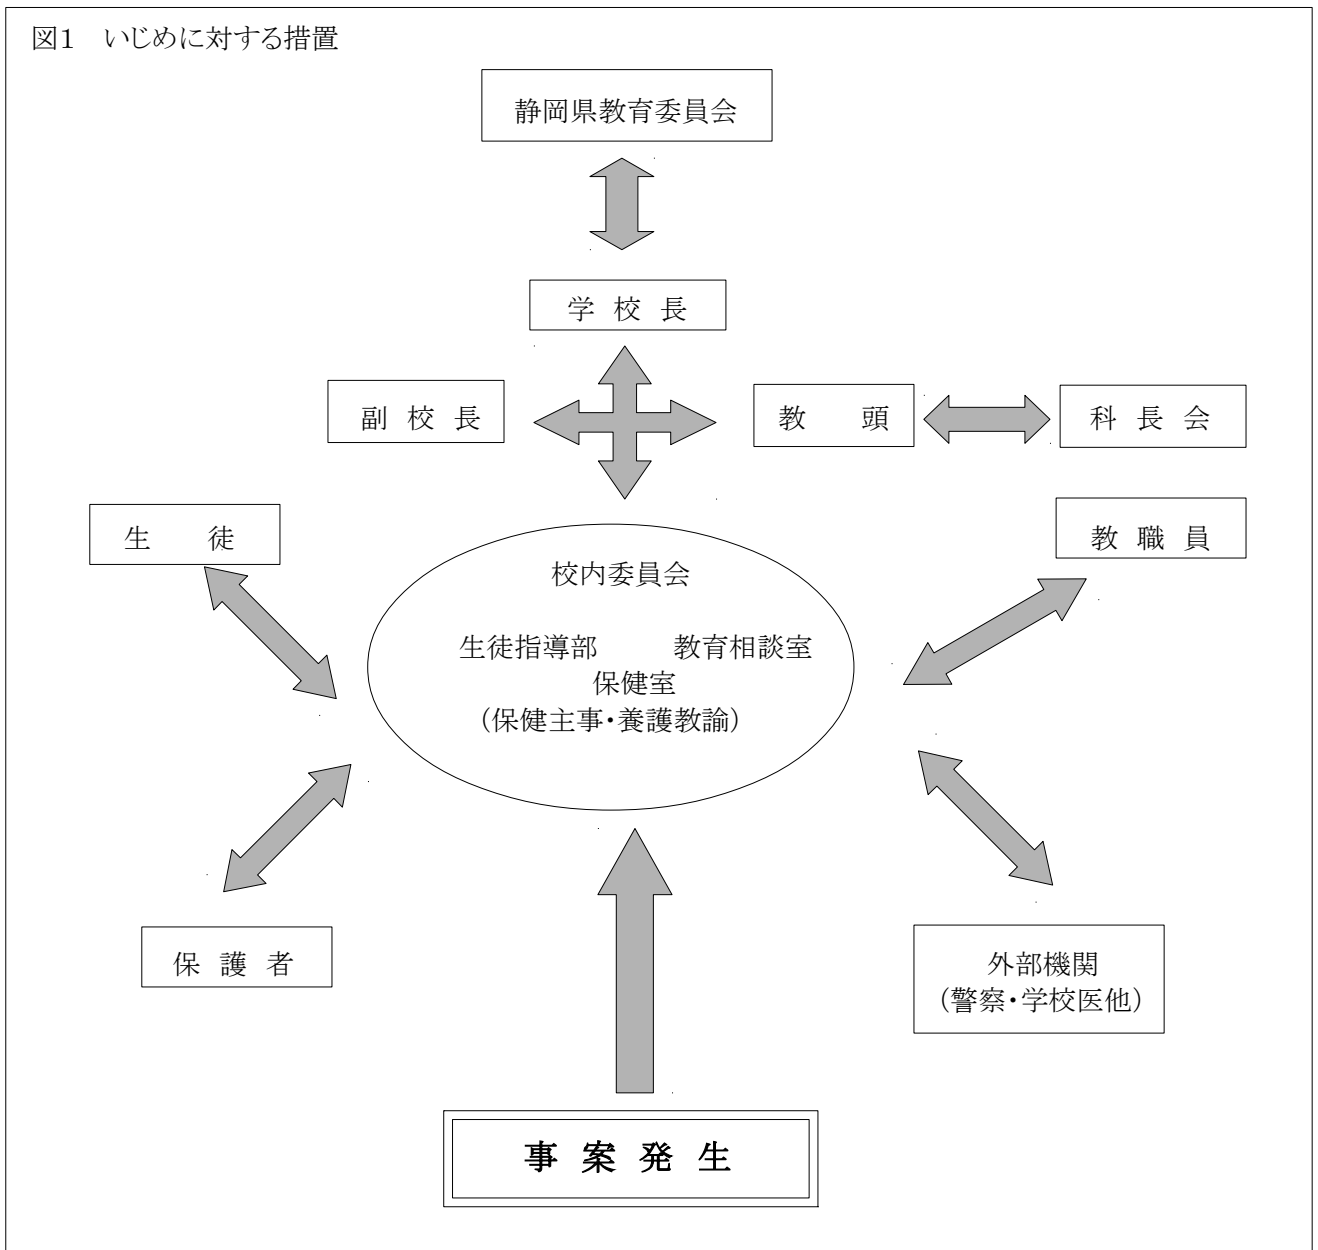 図1　いじめに対する措置
静岡県教育委員会
学 校 長
副 校 長
教　頭
科 長 会
生　徒
教 職 員
校内委員会
生徒指導部　　教育相談室
保健室
（保健主事・養護教諭）
保 護 者
外部機関
（警察・学校医他）
事 案 発 生